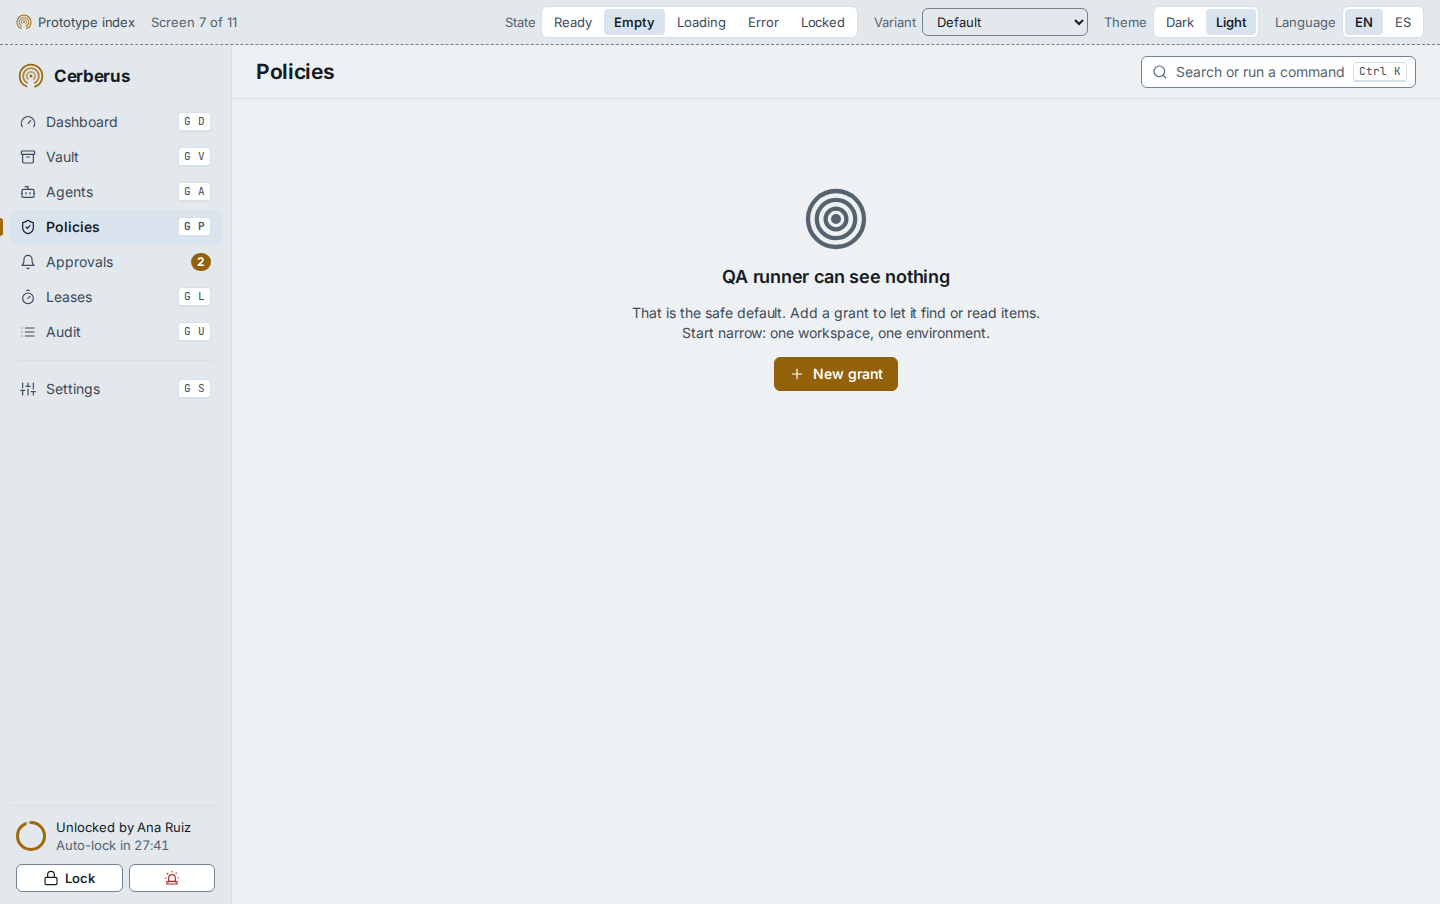 Prototype index
Screen 7 of 11
State
Ready
Empty
Loading
Error
Locked
Variant
Default
Theme
Dark
Light
Language
EN
ES
Cerberus
Policies
Search or run a command
Ctrl K
Dashboard
G D
Vault
G V
Agents
G A
Policies
G P
Approvals
2
Leases
G L
Audit
G U
Settings
G S
QA runner can see nothing
That is the safe default. Add a grant to let it find or read items.
Start narrow: one workspace, one environment.
New grant
Unlocked by Ana Ruiz
Auto-lock in 27:41
Lock